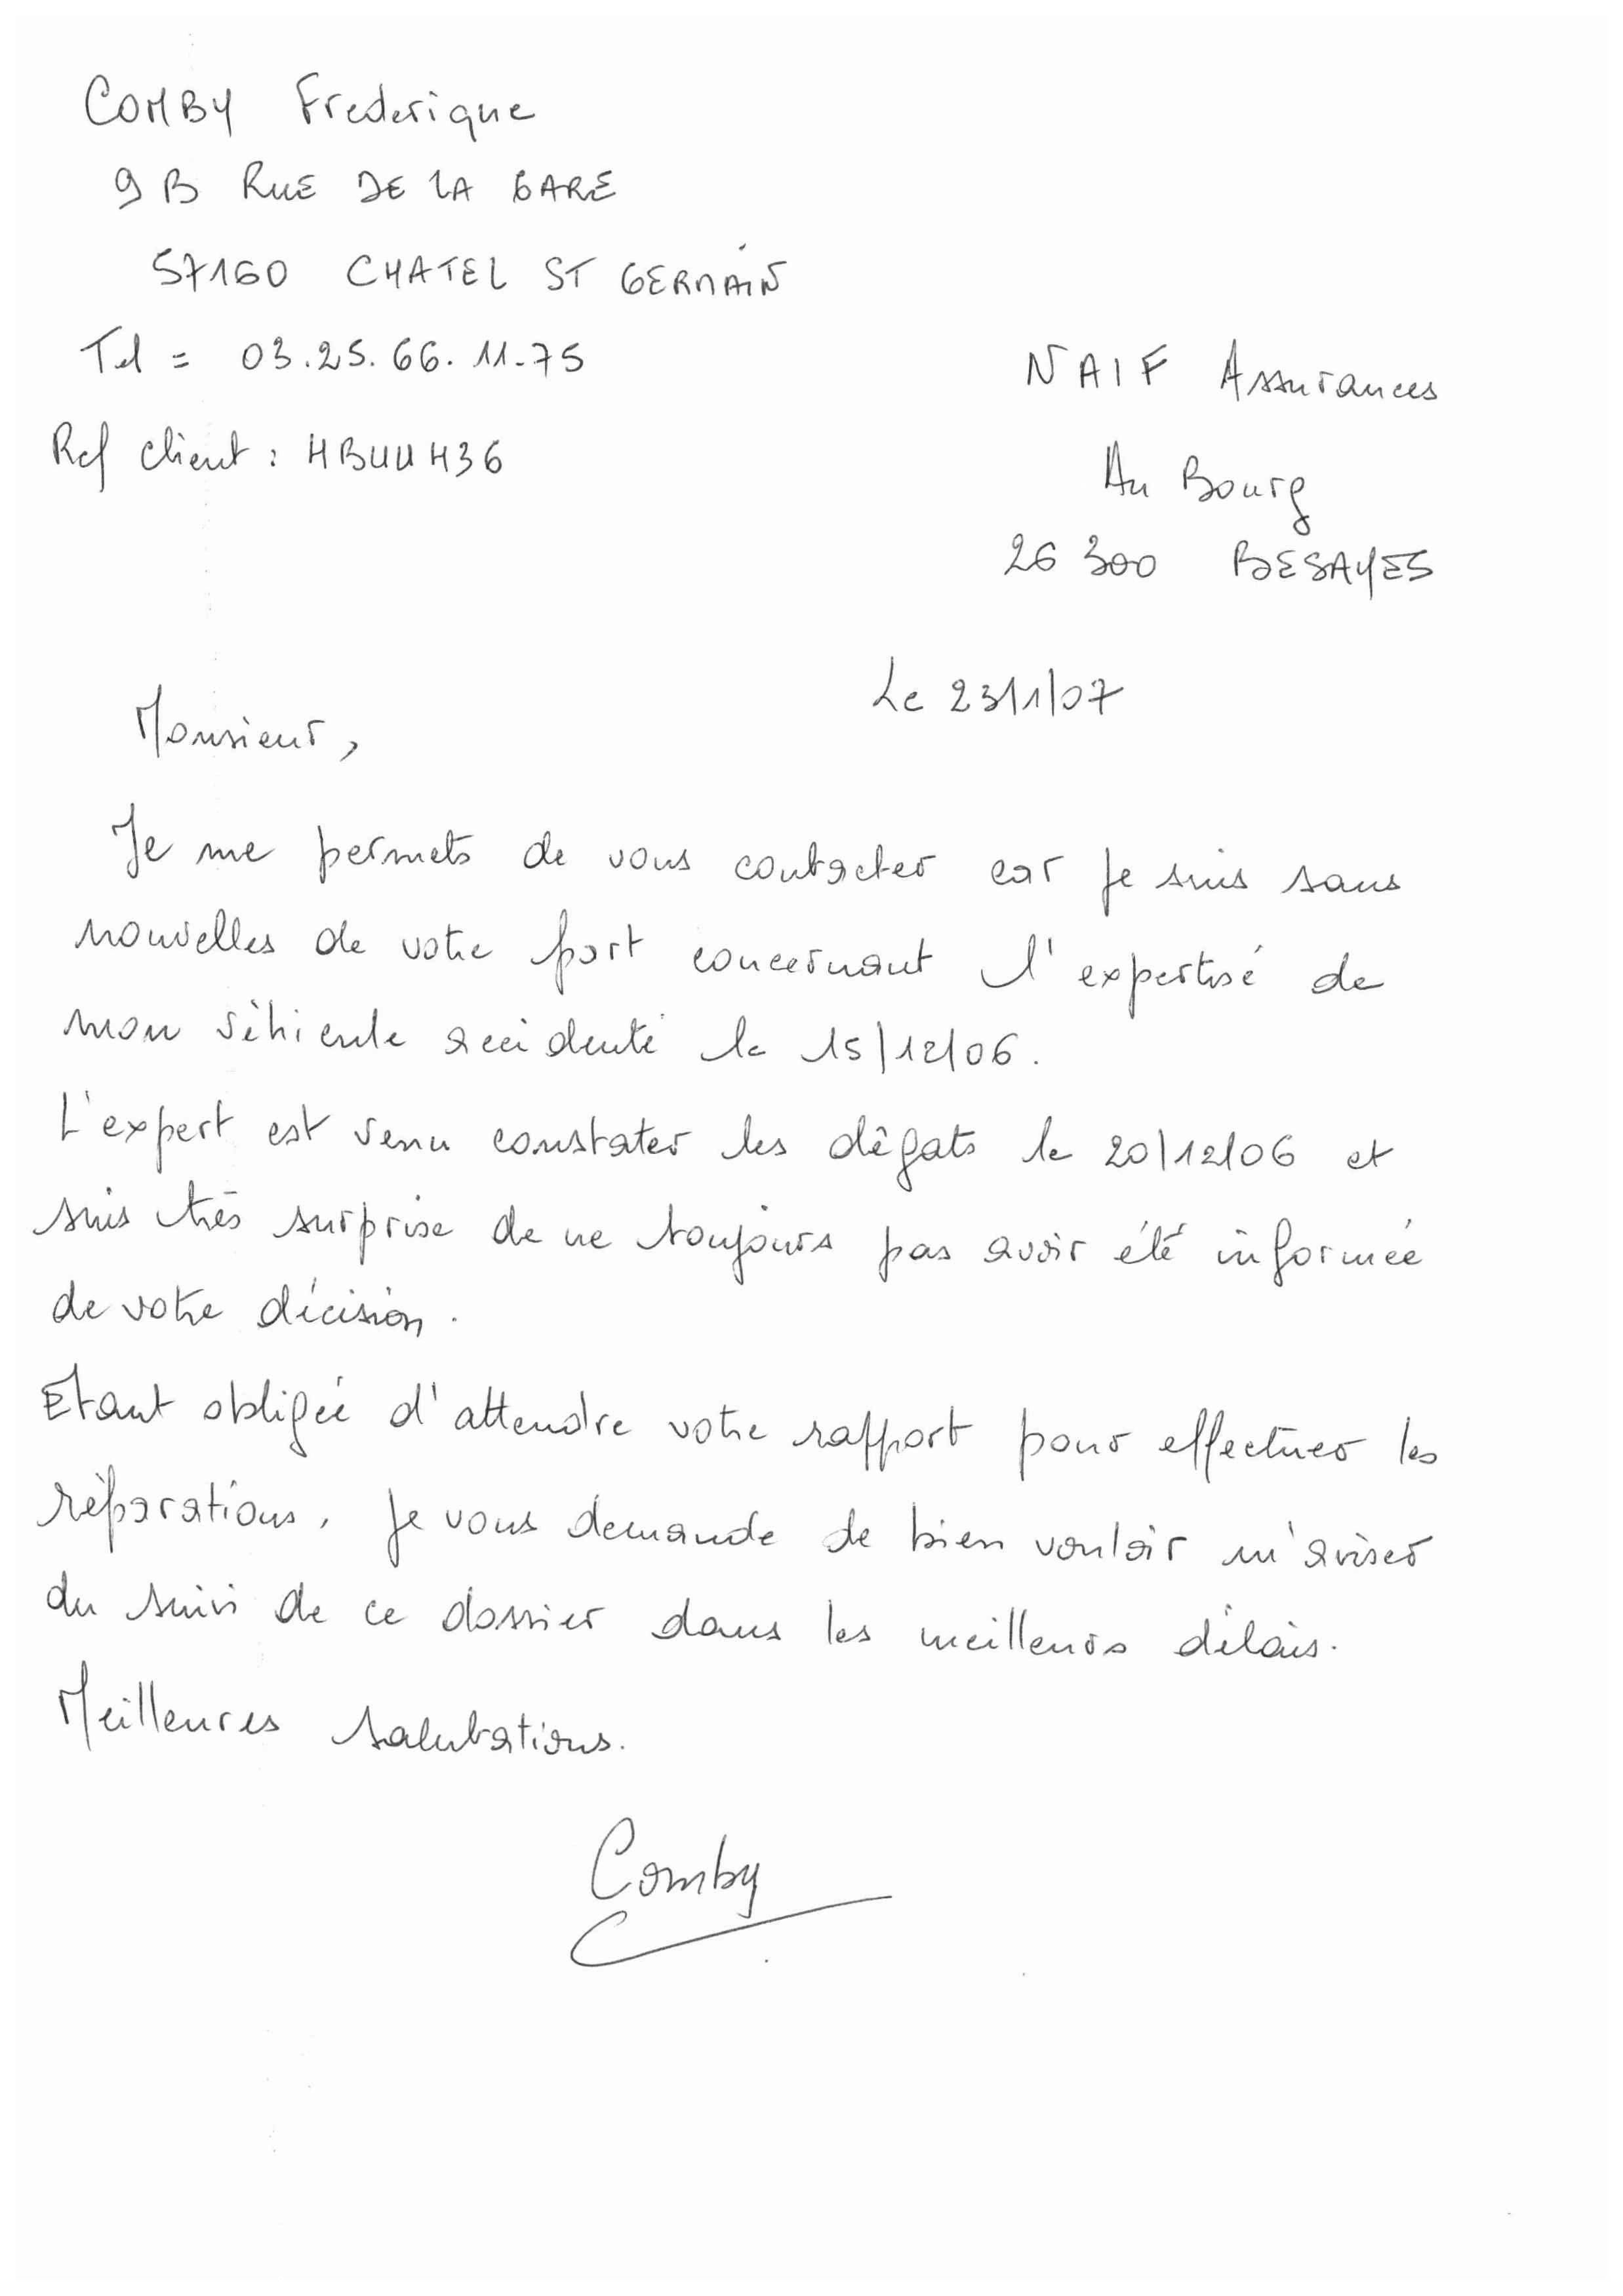 COMBY Frederique
9 B RUE DE LA GARE
57160 CHATEL ST GERMAIN
Tel = 03.25.66.11.75
Ref client : HBUUH36
NAIF Assurances
Au Bourg
26 300 BESAYES
Le 23/1/07
Monsieur,
Je me permets de vous contacter car je suis sans
nouvelles de votre part concernant l'expertisé de
mon véhicule accidenté le 15/12/06.
L'expert est venu constater les dégats le 20/12/06 et
suis très surprise de ne toujours pas avoir été informée
de votre décision.
Etant obligée d'attendre votre rapport pour effectuer les
réparations, je vous demande de bien vouloir m'aviser
du suivi de ce dossier dans les meilleurs délais.
Meilleures salutations.
Comby